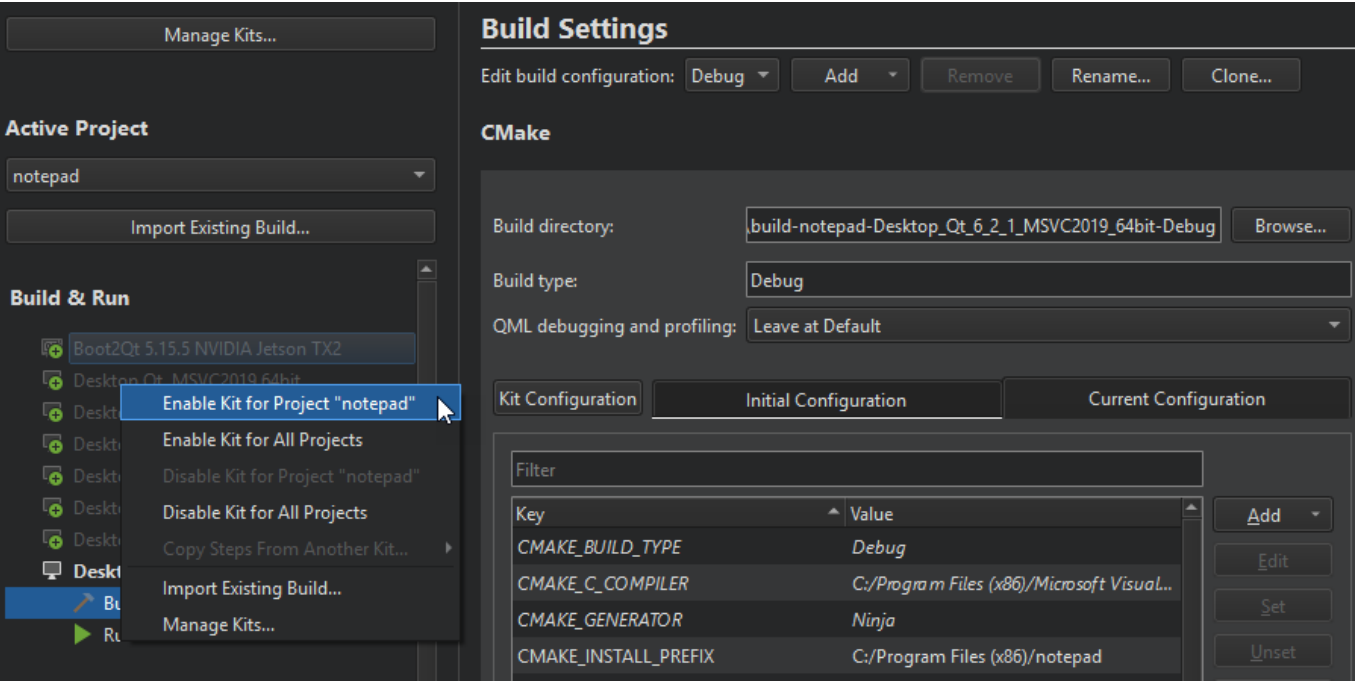 Manage Kits...
Active Project
notepad
Import Existing Build...
Build & Run
Boot2Qt 5.15.5 NVIDIA Jetson TX2
Desktop Qt MSVC2019 64bit
Enable Kit for Project "notepad"
Enable Kit for All Projects
Disable Kit for Project "notepad"
Disable Kit for All Projects
Copy Steps From Another Kit...
Import Existing Build...
Manage Kits...
Build Settings
Edit build configuration: Debug Add Remove Rename... Clone...
CMake
Build directory: \build-notepad-Desktop_Qt_6_2_1_MSVC2019_64bit-Debug Browse...
Build type: Debug
QML debugging and profiling: Leave at Default
Kit Configuration Initial Configuration Current Configuration
Filter
Key Value Add
CMAKE_BUILD_TYPE Debug
Edit
CMAKE_C_COMPILER C:/Program Files (x86)/Microsoft Visual...
Set
CMAKE_GENERATOR Ninja
CMAKE_INSTALL_PREFIX C:/Program Files (x86)/notepad
Unset